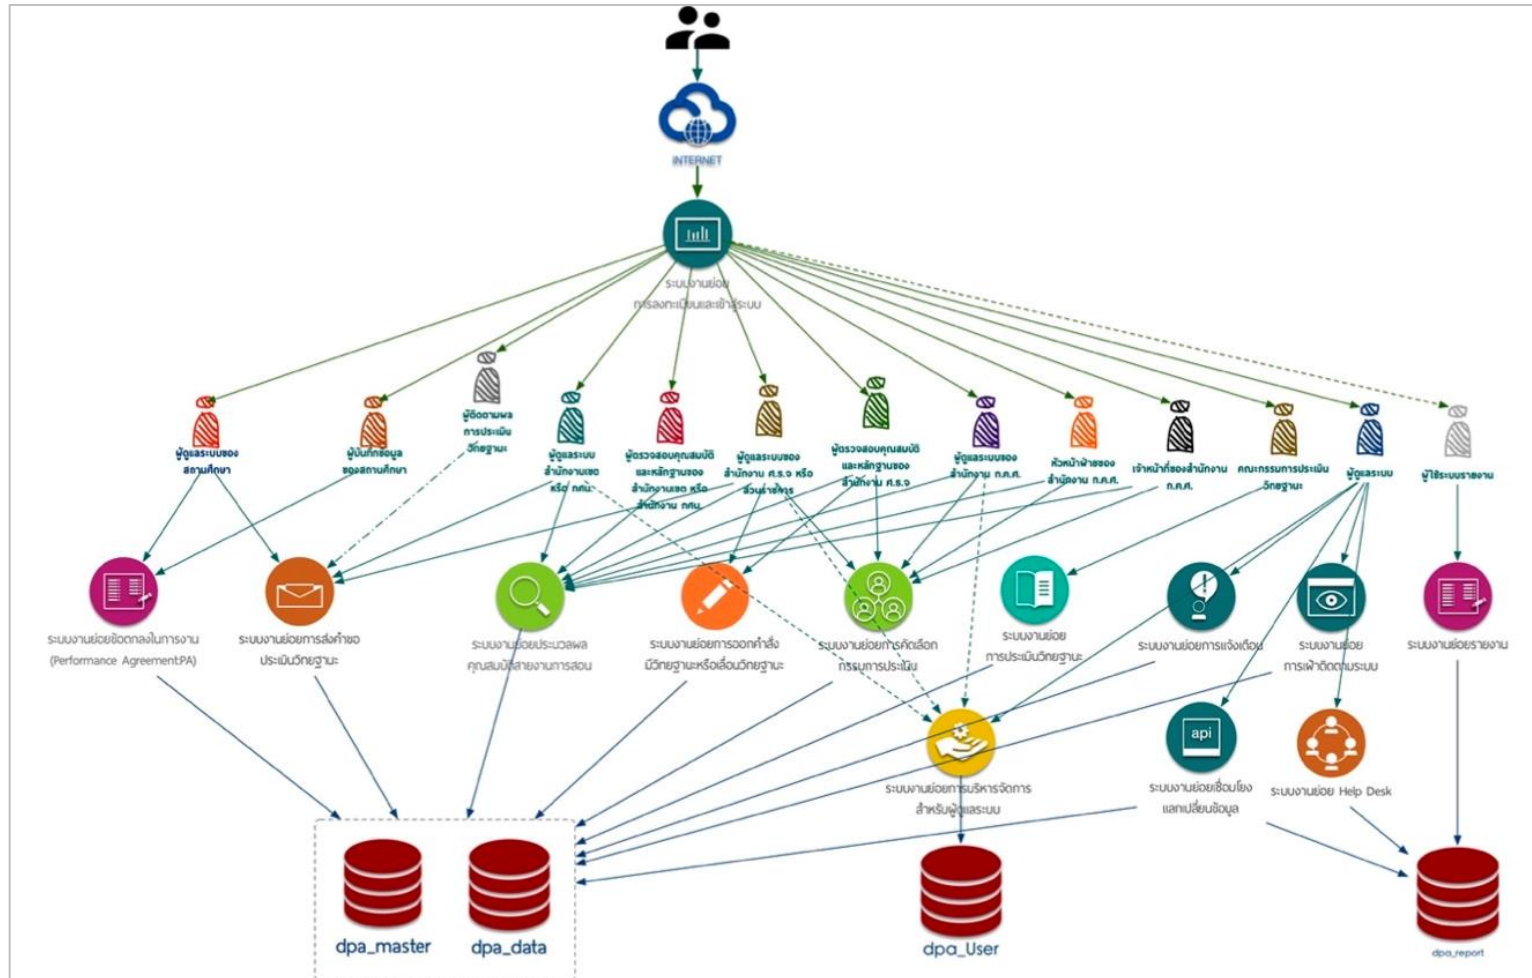 INTERNET
ระบบงานย่อย
การลงทะเบียนและเข้าสู่ระบบ
ผู้ดูแลระบบของ
สถานศึกษา
ผู้บันทึกข้อมูล
ของสถานศึกษา
ผู้ติดตามผล
การประเมิน
วิทยฐานะ
ผู้ดูแลระบบ
สำนักงานเขต
หรือ กศน.
ผู้ตรวจสอบคุณสมบัติ
และหลักฐานของ
สำนักงานเขต หรือ
สำนักงาน กศน.
ผู้ดูแลระบบของ
สำนักงาน ศ.ธ.จ หรือ
ส่วนราชการ
ผู้ตรวจสอบคุณสมบัติ
และหลักฐานของ
สำนักงาน ศ.ธ.จ
ผู้ดูแลระบบของ
สำนักงาน ก.ค.ศ.
หัวหน้าฝ่ายของ
สำนักงาน ก.ค.ศ.
เจ้าหน้าที่ของสำนักงาน
ก.ค.ศ.
คณะกรรมการประเมิน
วิทยฐานะ
ผู้ดูแลระบบ
ผู้ใช้ระบบรายงาน
ระบบงานย่อยข้อตกลงในการงาน
(Performance Agreement:PA)
ระบบงานย่อยการส่งคำขอ
ประเมินวิทยฐานะ
ระบบงานย่อยประมวลผล
คุณสมบัติสายงานการสอน
ระบบงานย่อยการออกคำสั่ง
มีวิทยฐานะหรือเลื่อนวิทยฐานะ
ระบบงานย่อยการคัดเลือก
กรรมการประเมิน
ระบบงานย่อย
การประเมินวิทยฐานะ
ระบบงานย่อยการแจ้งเตือน
ระบบงานย่อย
การเฝ้าติดตามระบบ
ระบบงานย่อยรายงาน
api
ระบบงานย่อยการบริหารจัดการ
สำหรับผู้ดูแลระบบ
ระบบงานย่อยเชื่อมโยง
แลกเปลี่ยนข้อมูล
ระบบงานย่อย Help Desk
dpa_master
dpa_data
dpa_User
dpa_report